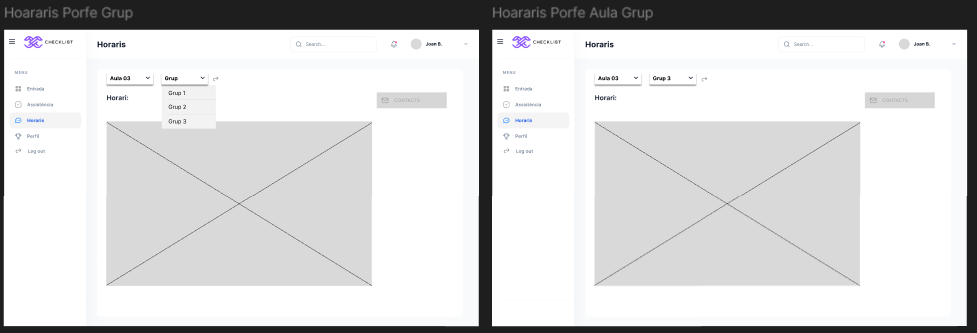 Hoararis Porfe Grup
CHECKLIST
Horaris
Search...
Joan B.
MENU
Entrada
Assistència
Horaris
Perfil
Log out
Aula 03
Grup
Grup 1
Grup 2
Grup 3
Horari:
CONTACTE
Hoararis Porfe Aula Grup
CHECKLIST
Horaris
Search...
Joan B.
MENU
Entrada
Assistència
Horaris
Perfil
Log out
Aula 03
Grup 3
Horari:
CONTACTE